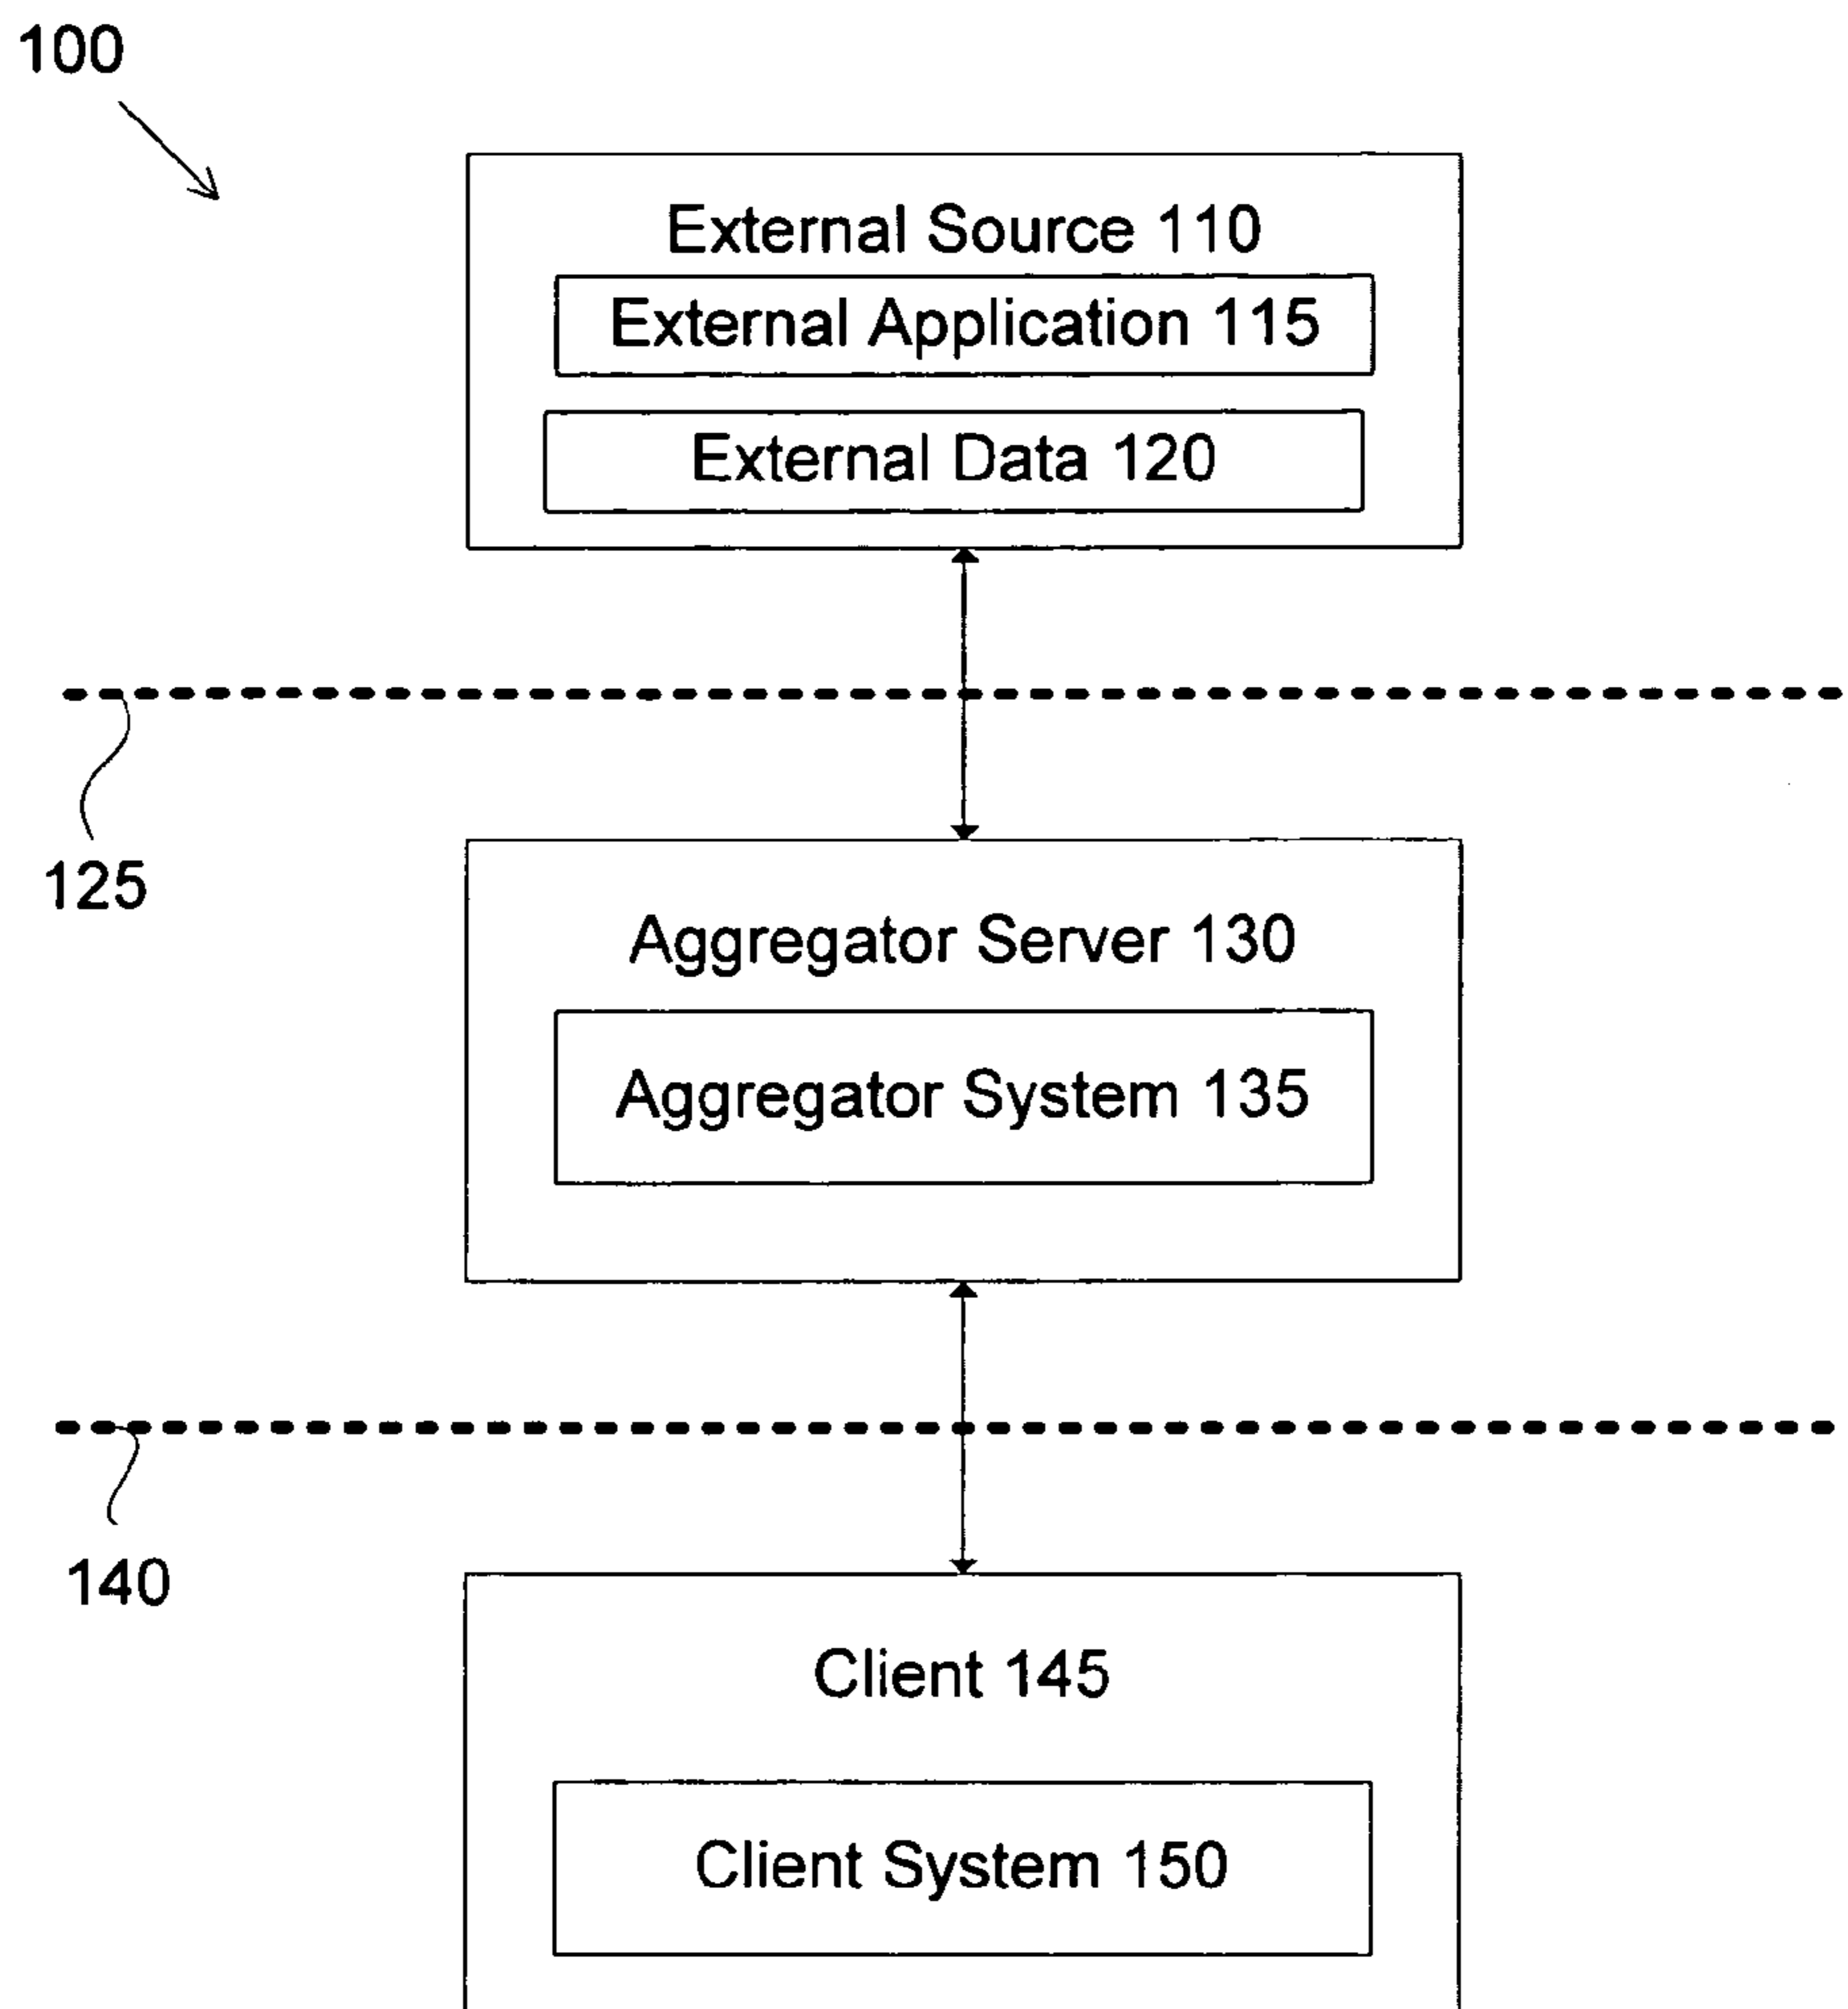 100
External Source 110
External Application 115
External Data 120
125
Aggregator Server 130
Aggregator System 135
140
Client 145
Client System 150